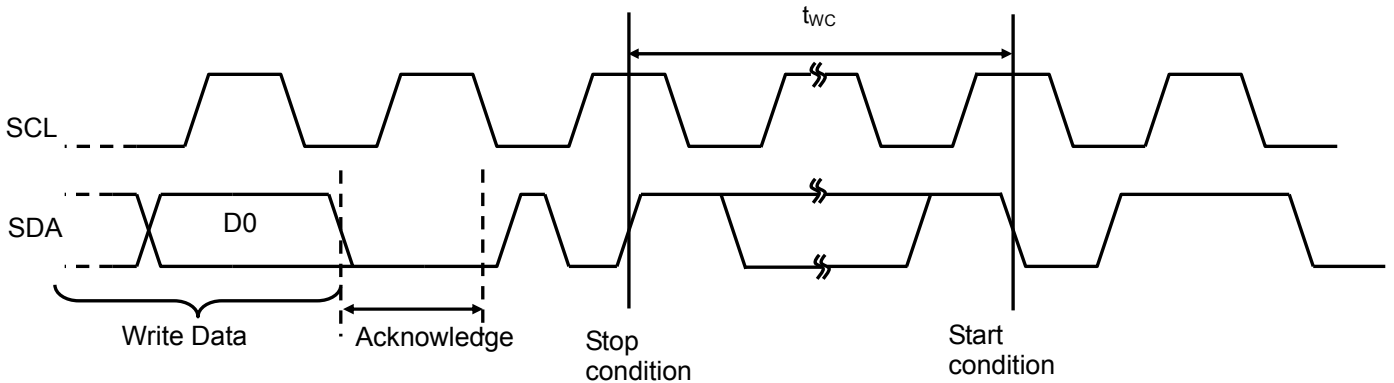 tWC
SCL
SDA
D0
Write Data
Acknowledge
Stop
condition
Start
condition